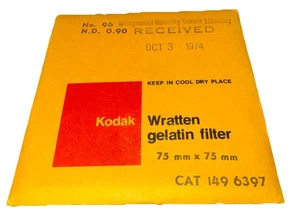 No. 96
N.D. 0.90 RECEIVED
OCT 3 1974
KEEP IN COOL DRY PLACE
Kodak Wratten
gelatin filter
75 mm x 75 mm
CAT 149 6397